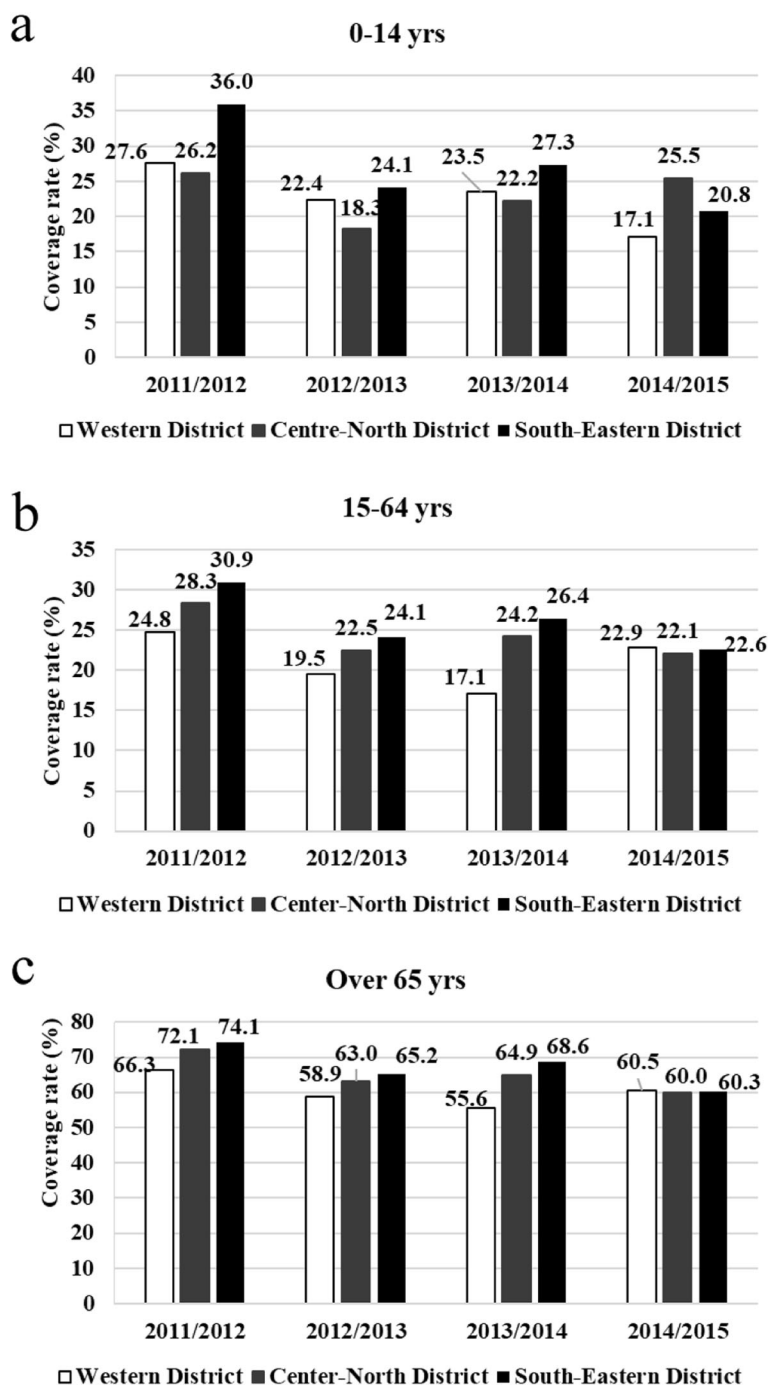 a
0-14 yrs
Coverage rate (%)
40
35
30
25
20
15
10
5
0
27.6 26.2 36.0
22.4 18.3 24.1
23.5 22.2 27.3
17.1 25.5 20.8
2011/2012 2012/2013 2013/2014 2014/2015
Western District Centre-North District South-Eastern District
b
15-64 yrs
Coverage rate (%)
35
30
25
20
15
10
5
0
24.8 28.3 30.9
19.5 22.5 24.1
17.1 24.2 26.4
22.9 22.1 22.6
2011/2012 2012/2013 2013/2014 2014/2015
Western District Center-North District South-Eastern District
c
Over 65 yrs
Coverage rate (%)
80
70
60
50
40
30
20
10
0
66.3 72.1 74.1
58.9 63.0 65.2
55.6 64.9 68.6
60.5 60.0 60.3
2011/2012 2012/2013 2013/2014 2014/2015
Western District Center-North District South-Eastern District